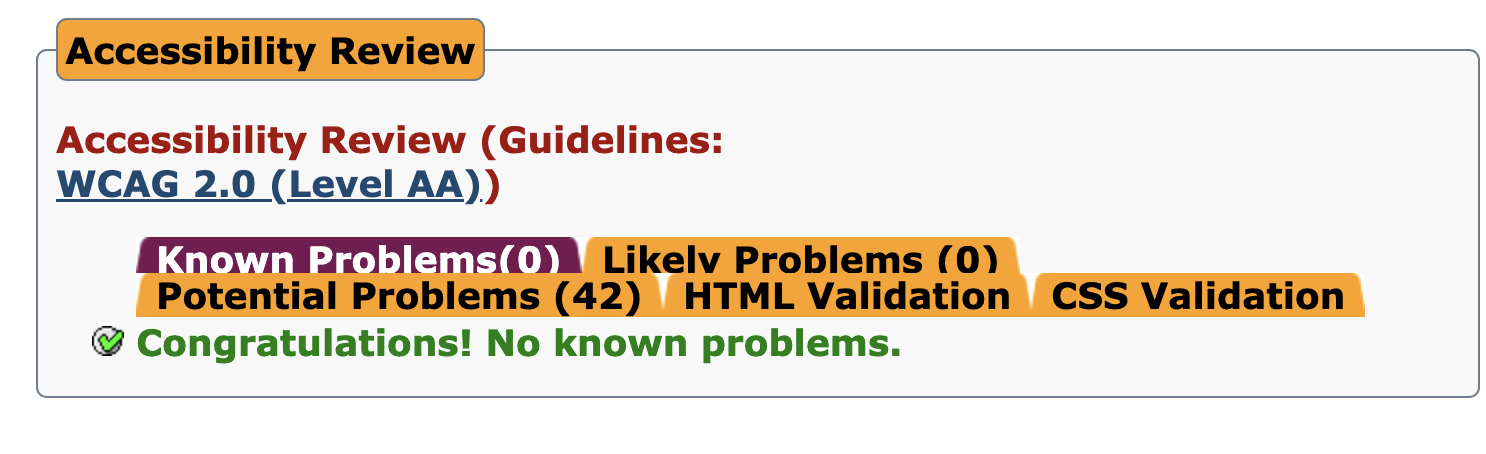 Accessibility Review
Accessibility Review (Guidelines:
WCAG 2.0 (Level AA))
Known Problems(0) Likely Problems (0)
Potential Problems (42) HTML Validation CSS Validation
Congratulations! No known problems.